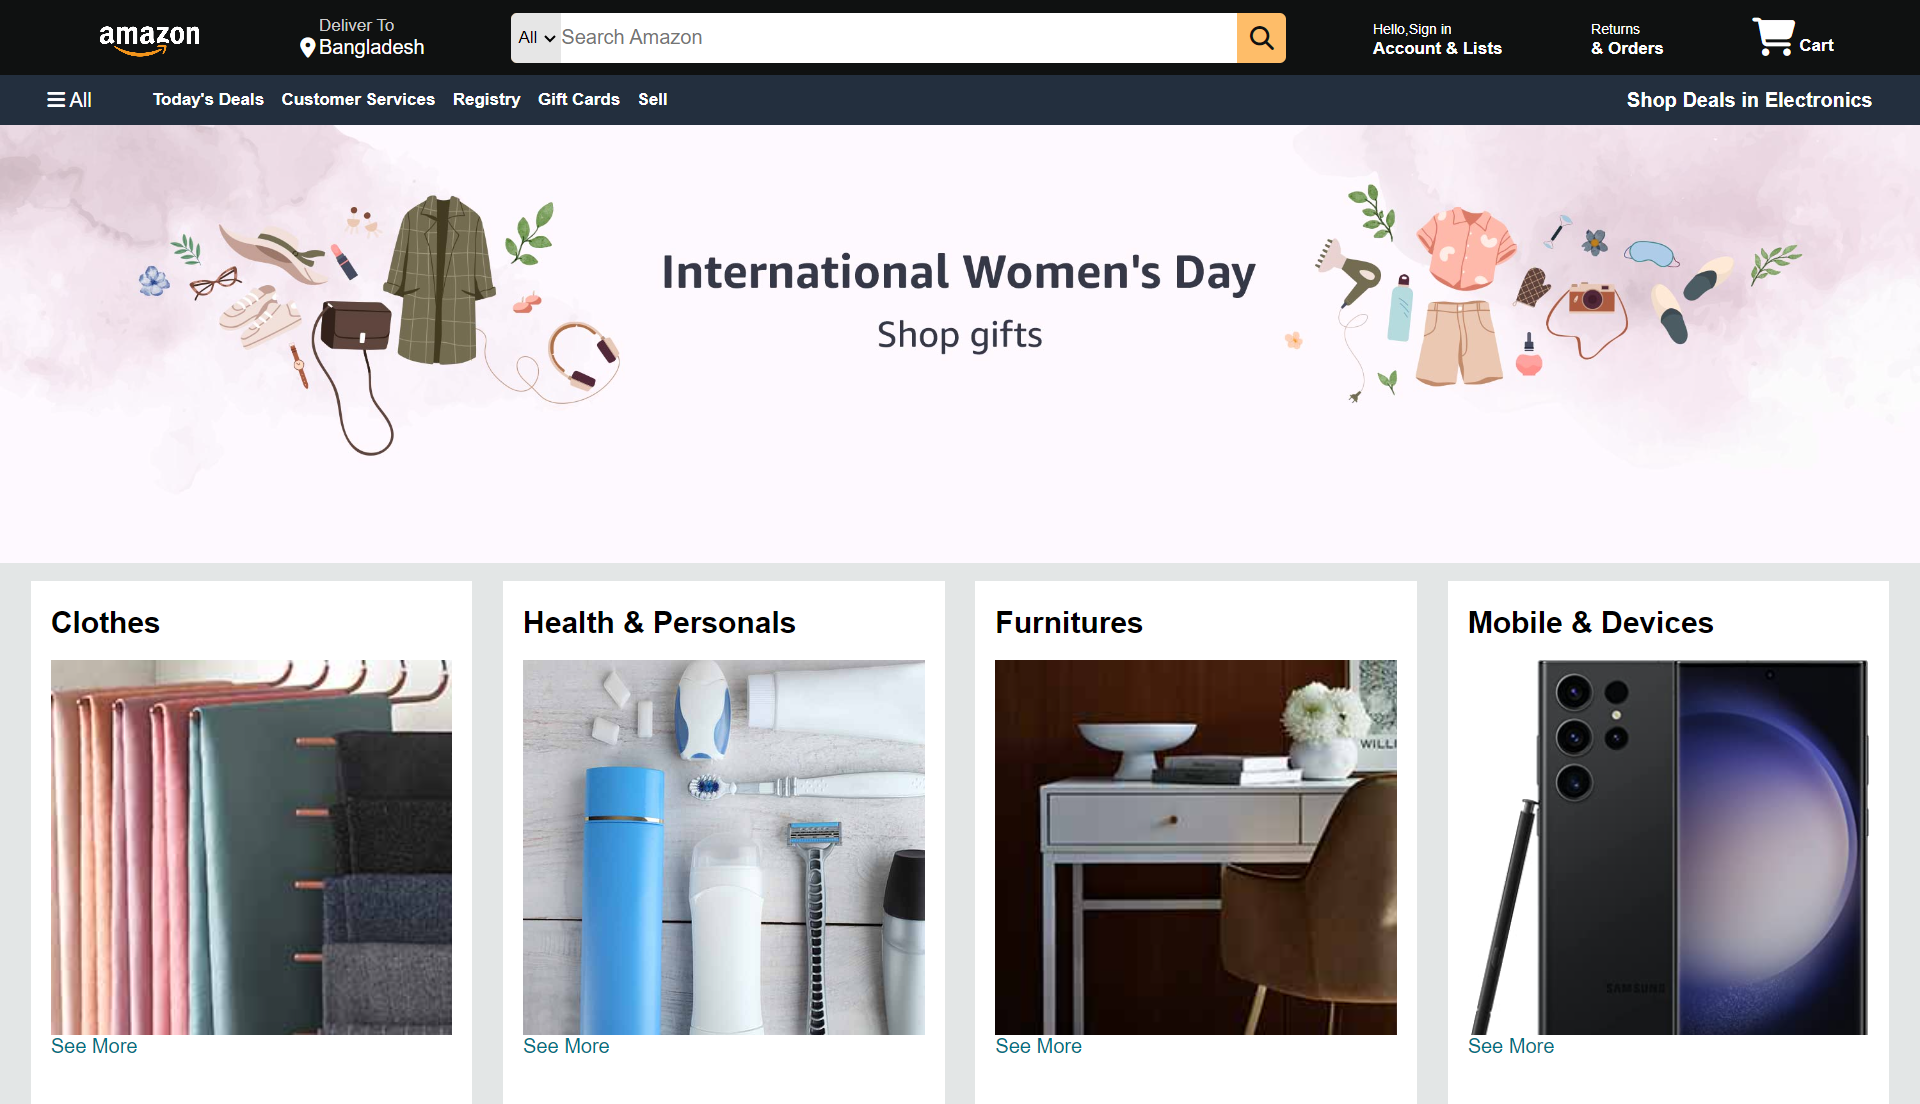 amazon
Deliver To
Bangladesh
All
Search Amazon
Hello,Sign in
Account & Lists
Returns
& Orders
Cart
All
Today's Deals
Customer Services
Registry
Gift Cards
Sell
Shop Deals in Electronics
International Women's Day
Shop gifts
Clothes
Health & Personals
Furnitures
Mobile & Devices
WILLI
SAMSUNG
See More
See More
See More
See More